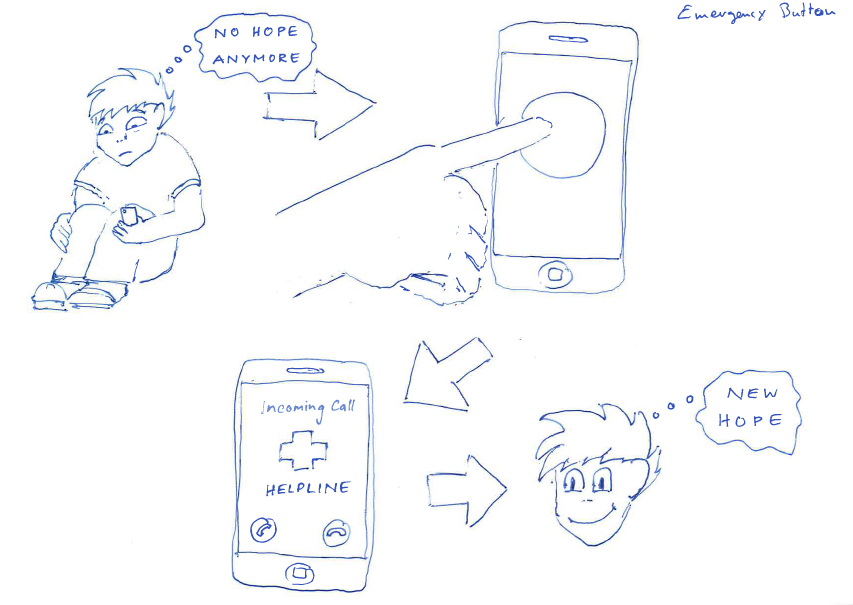 Emergency Button
NO HOPE
ANYMORE
Incoming Call
HELPLINE
NEW
HOPE